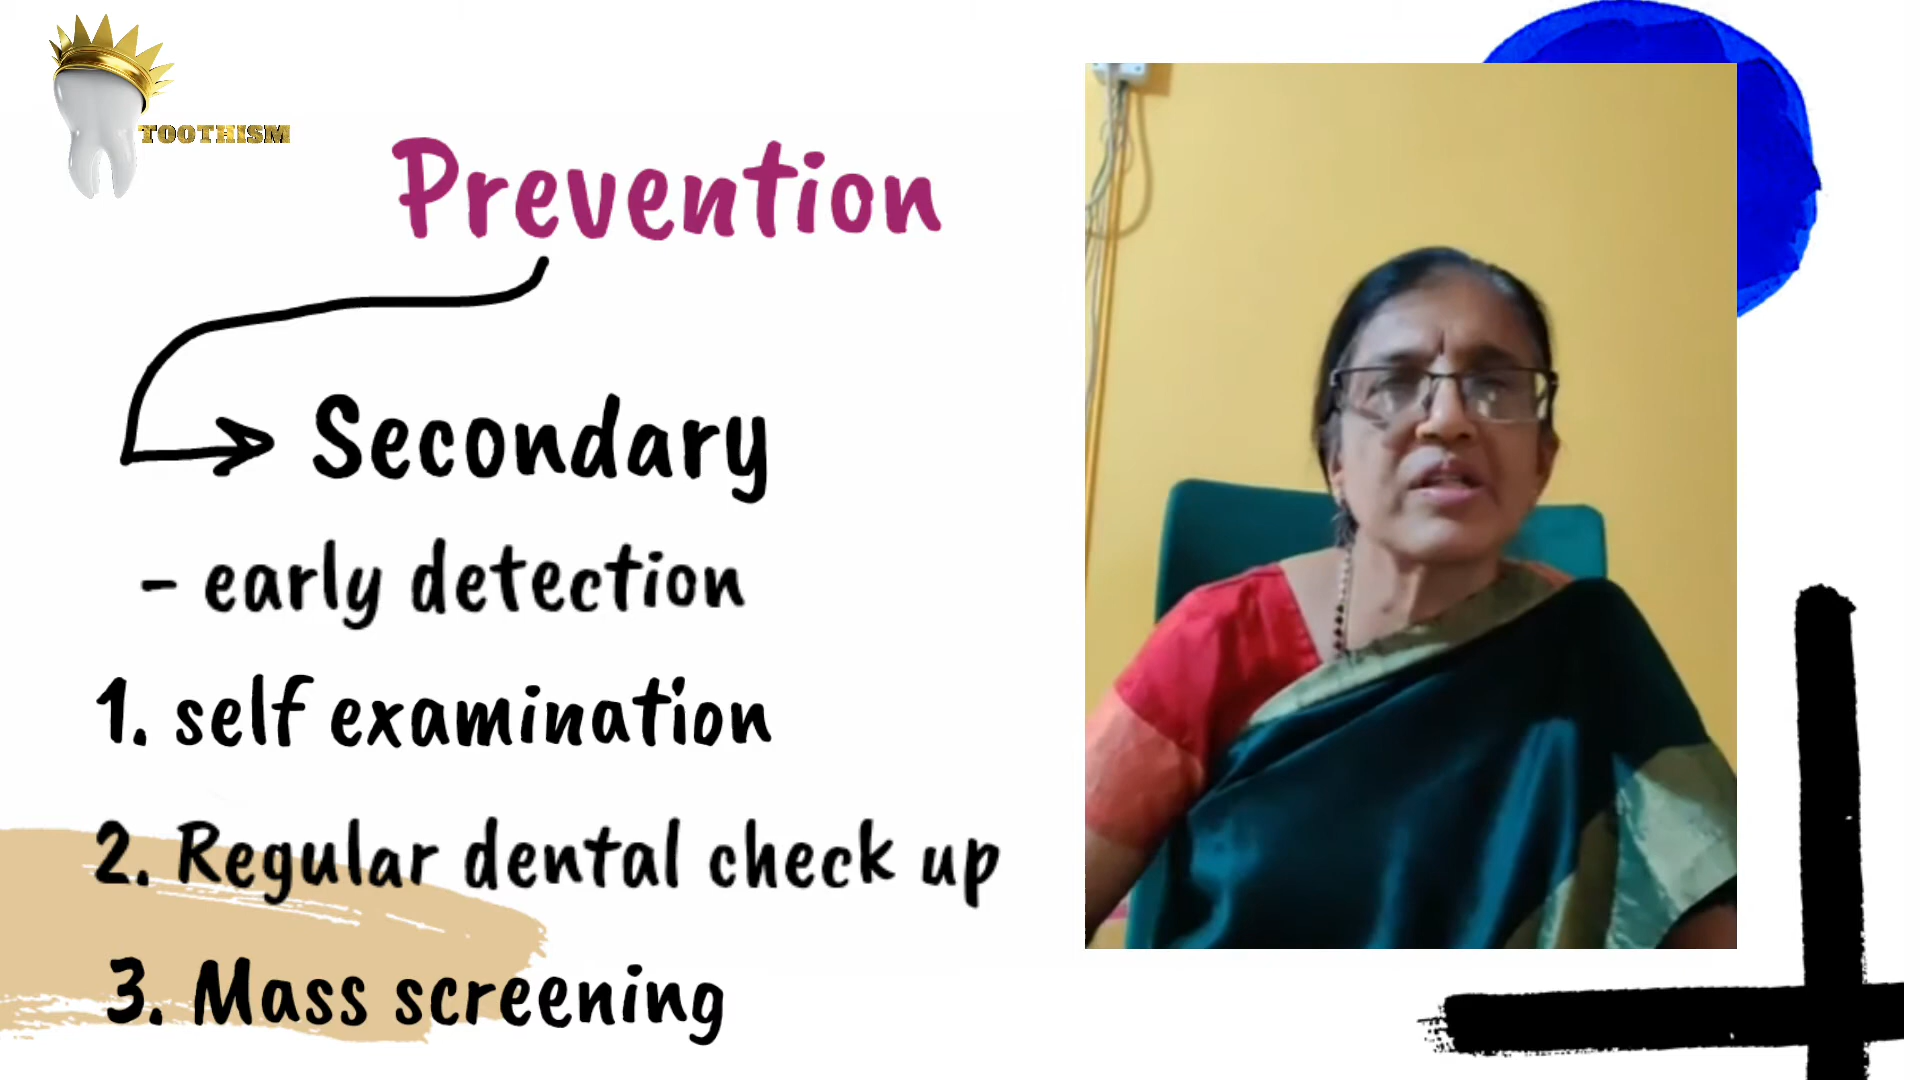 TOOTHISM
Prevention
Secondary
- early detection
1. self examination
2. Regular dental check up
3. Mass screening